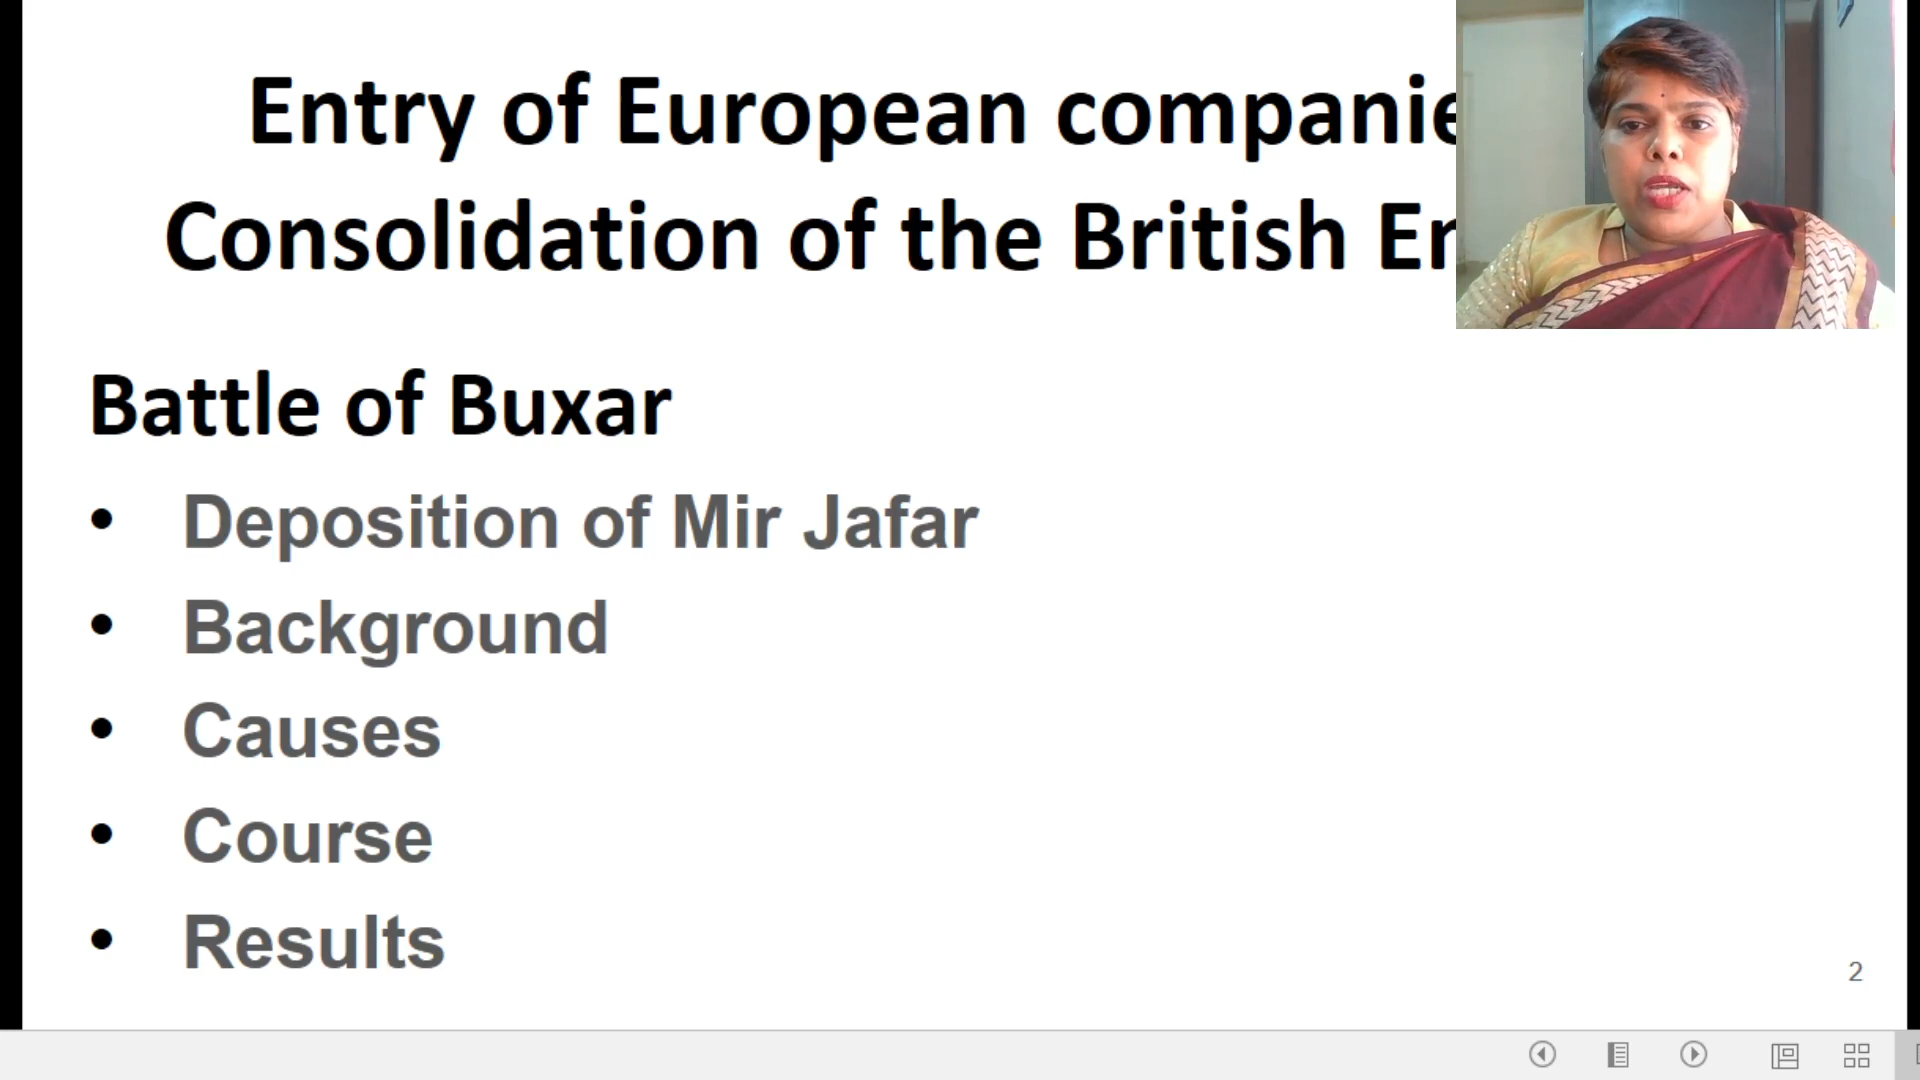 Entry of European companie
Consolidation of the British
Battle of Buxar
• Deposition of Mir Jafar
• Background
• Causes
• Course
• Results
2